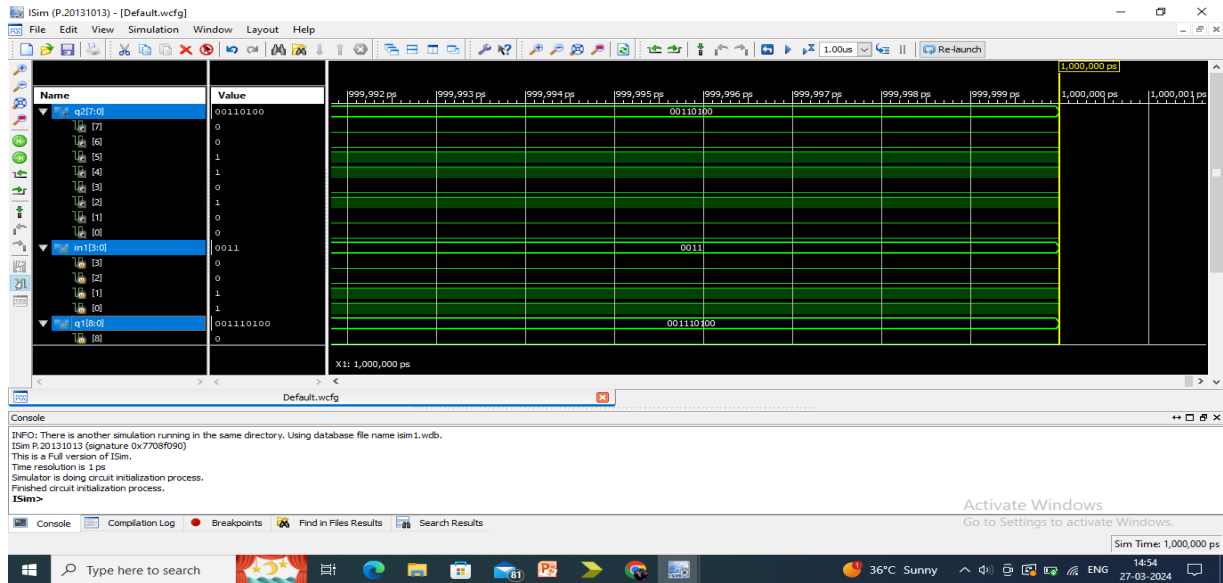 ISim (P.20131013) - [Default.wcfg]
File Edit View Simulation Window Layout Help
1.00us Re-launch
1,000,000 ps
Name Value 999,992 ps 999,993 ps 999,994 ps 999,995 ps 999,996 ps 999,997 ps 999,998 ps 999,999 ps 1,000,000 ps 1,000,001 ps
q2[7:0] 00110100 00110100
[7] 0
[6] 0
[5] 1
[4] 1
[3] 0
[2] 1
[1] 0
[0] 0
in1[3:0] 0011 0011
[3] 0
[2] 0
[1] 1
[0] 1
q1[8:0] 001110100 001110100
[8] 0
X1: 1,000,000 ps
Default.wcfg
Console
INFO: There is another simulation running in the same directory. Using database file name isim1.wdb.
ISim P.20131013 (signature 0x7708f090)
This is a Full version of ISim.
Time resolution is 1 ps
Simulator is doing circuit initialization process.
Finished circuit initialization process.
ISim>
Activate Windows
Go to Settings to activate Windows.
Console Compilation Log Breakpoints Find in Files Results Search Results
Sim Time: 1,000,000 ps
Type here to search 81 1 36°C Sunny ENG 14:54
27-03-2024